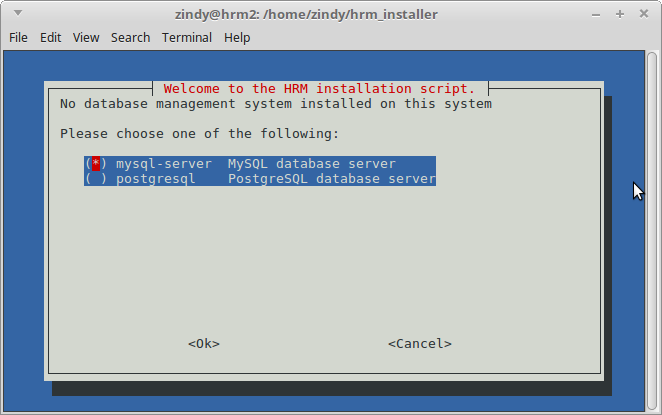 zindy@hrm2: /home/zindy/hrm_installer
File Edit View Search Terminal Help
Welcome to the HRM installation script.
No database management system installed on this system
Please choose one of the following:
(*) mysql-server MySQL database server
( ) postgresql PostgreSQL database server
<Ok> <Cancel>